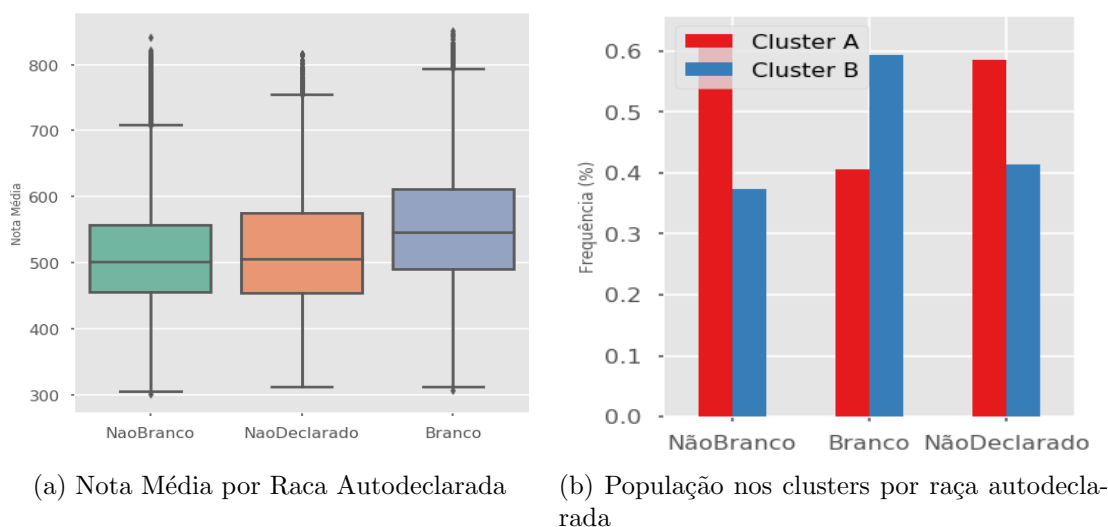 Nota Média
800
700
600
500
400
300
NaoBranco
NaoDeclarado
Branco
(a) Nota Média por Raca Autodeclarada
Cluster A
Cluster B
Frequência (%)
0.6
0.5
0.4
0.3
0.2
0.1
0.0
NãoBranco
Branco
NãoDeclarado
(b) População nos clusters por raça autodecla-
rada